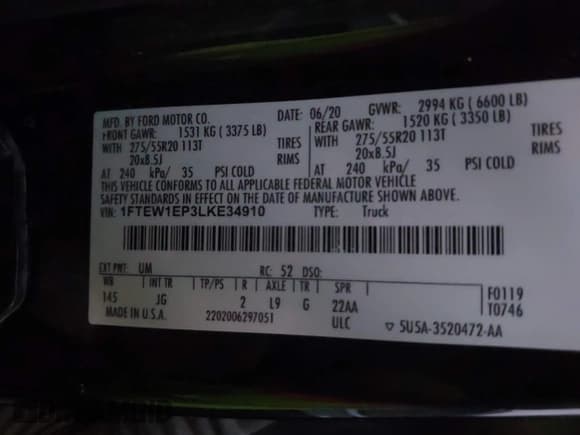 MFD. BY FORD MOTOR CO. DATE: 06/20 GVWR: 2994 KG ( 6600 LB)
FRONT GAWR: 1531 KG ( 3375 LB) REAR GAWR: 1520 KG ( 3350 LB)
WITH 275/55R20 113T TIRES WITH 275/55R20 113T TIRES
20x8.5J RIMS 20x8.5J RIMS
AT 240 kPa/ 35 PSI COLD AT 240 kPa/ 35 PSI COLD
THIS VEHICLE CONFORMS TO ALL APPLICABLE FEDERAL MOTOR VEHICLE
SAFETY STANDARDS IN EFFECT ON THE DATE OF MANUFACTURE SHOWN ABOVE.
VIN: 1FTEW1EP3LKE34910 TYPE: Truck
EXT PNT: UM RC: 52 DSO:
WB INT TR TP/PS R AXLE TR SPR
145 JG 2 L9 G 22AA
F0119
T0746
MADE IN U.S.A. 2202006297051 ULC
▽ 5U5A-3520472-AA